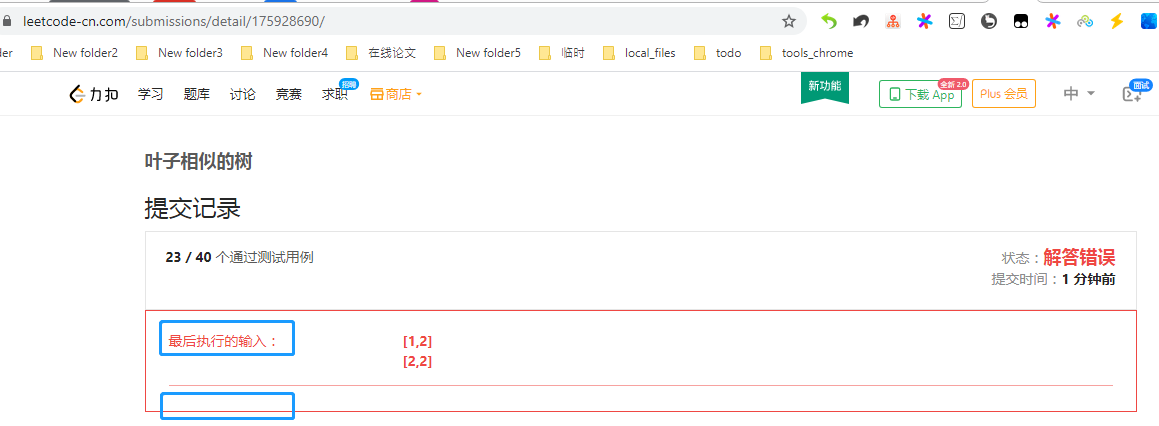 leetcode-cn.com/submissions/detail/175928690/
der New folder2 New folder3 New folder4 在线论文 New folder5 临时 local_files todo tools_chrome
力扣 学习 题库 讨论 竞赛 求职 招聘 商店 新功能 下载 App 全新 2.0 Plus 会员 中 面试
叶子相似的树
提交记录
23 / 40 个通过测试用例 状态：解答错误
提交时间：1 分钟前
最后执行的输入： [1,2]
[2,2]